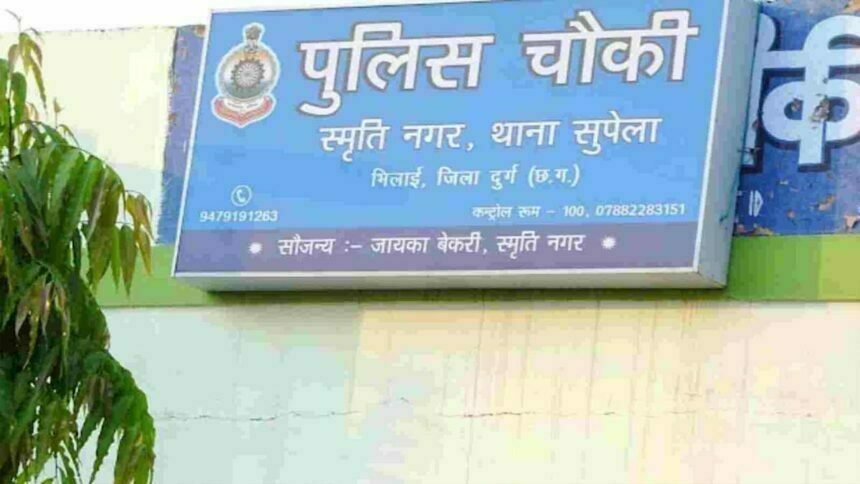 पुलिस चौकी
स्मृति नगर, थाना सुपेला
भिलाई, जिला दुर्ग (छ.ग.)
9479191263
कन्ट्रोल रूम - 100, 07882283151
सौजन्य :- जायका बेकरी, स्मृति नगर